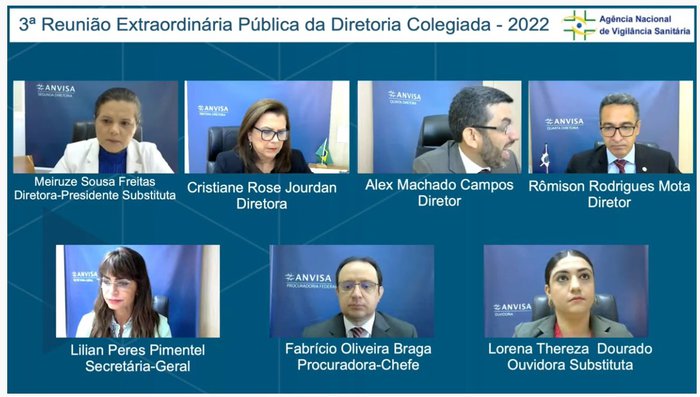 3ª Reunião Extraordinária Pública da Diretoria Colegiada - 2022
Agência Nacional
de Vigilância Sanitária
ANVISA
SEGUNDA DIRETORIA
ANVISA
ANVISA
QUINTA DIRETORIA
ANVISA
QUARTA DIRETORIA
Meiruze Sousa Freitas
Diretora-Presidente Substituta
Cristiane Rose Jourdan
Diretora
Alex Machado Campos
Diretor
Rômison Rodrigues Mota
Diretor
ANVISA
ANVISA
PROCURADORIA FEDERAL
ANVISA
OUVIDORIA
Lilian Peres Pimentel
Secretária-Geral
Fabrício Oliveira Braga
Procuradora-Chefe
Lorena Thereza Dourado
Ouvidora Substituta